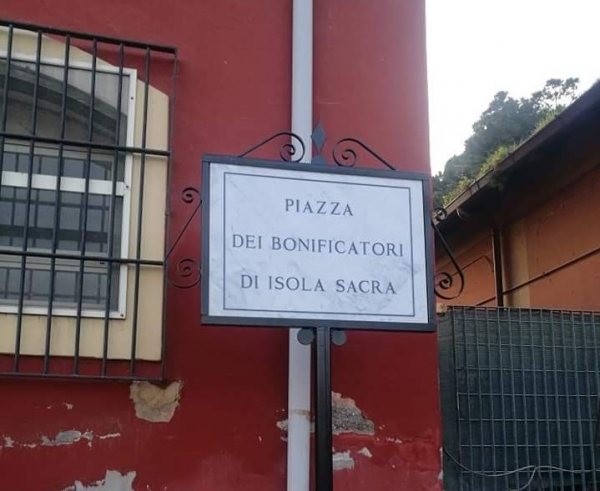 PIAZZA
DEI BONIFICATORI
DI ISOLA SACRA